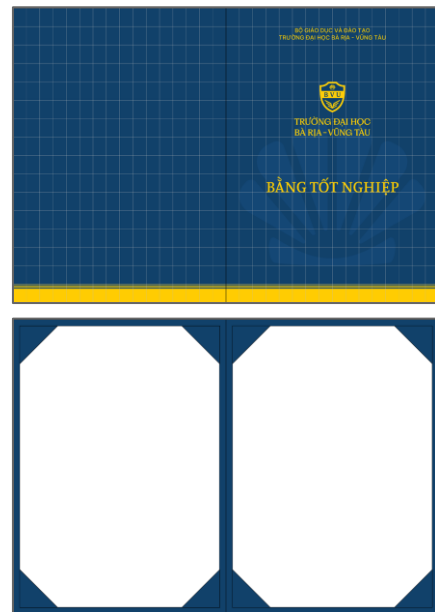 BỘ GIÁO DỤC VÀ ĐÀO TẠO
TRƯỜNG ĐẠI HỌC BÀ RỊA - VŨNG TÀU
BVU
TRƯỜNG ĐẠI HỌC
BÀ RỊA - VŨNG TÀU
BẰNG TỐT NGHIỆP